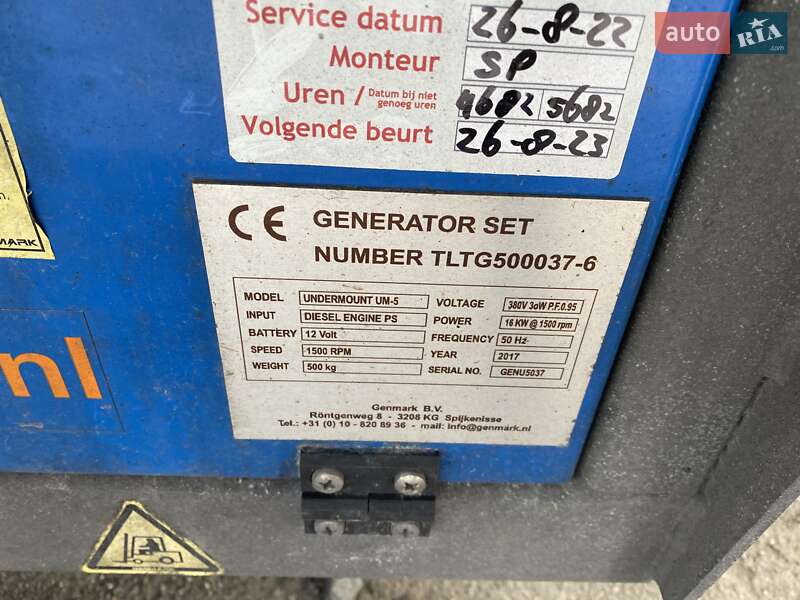 auto RIA
Service datum 26-8-22
Monteur SP
Uren / Datum bij niet genoeg uren 4682 5682
Volgende beurt 26-8-23
MARK
nl
CE GENERATOR SET
NUMBER TLTG500037-6
MODEL UNDERMOUNT UM-5 VOLTAGE 380V 3oW P.F.0.95
INPUT DIESEL ENGINE PS POWER 16 KW @ 1500 rpm
BATTERY 12 Volt FREQUENCY 50 Hz
SPEED 1500 RPM YEAR 2017
WEIGHT 500 kg SERIAL NO. GENU5037
Genmark B.V.
Röntgenweg 8 - 3208 KG Spijkenisse
Tel.: +31 (0) 10 - 820 89 36 - mail: info@genmark.nl